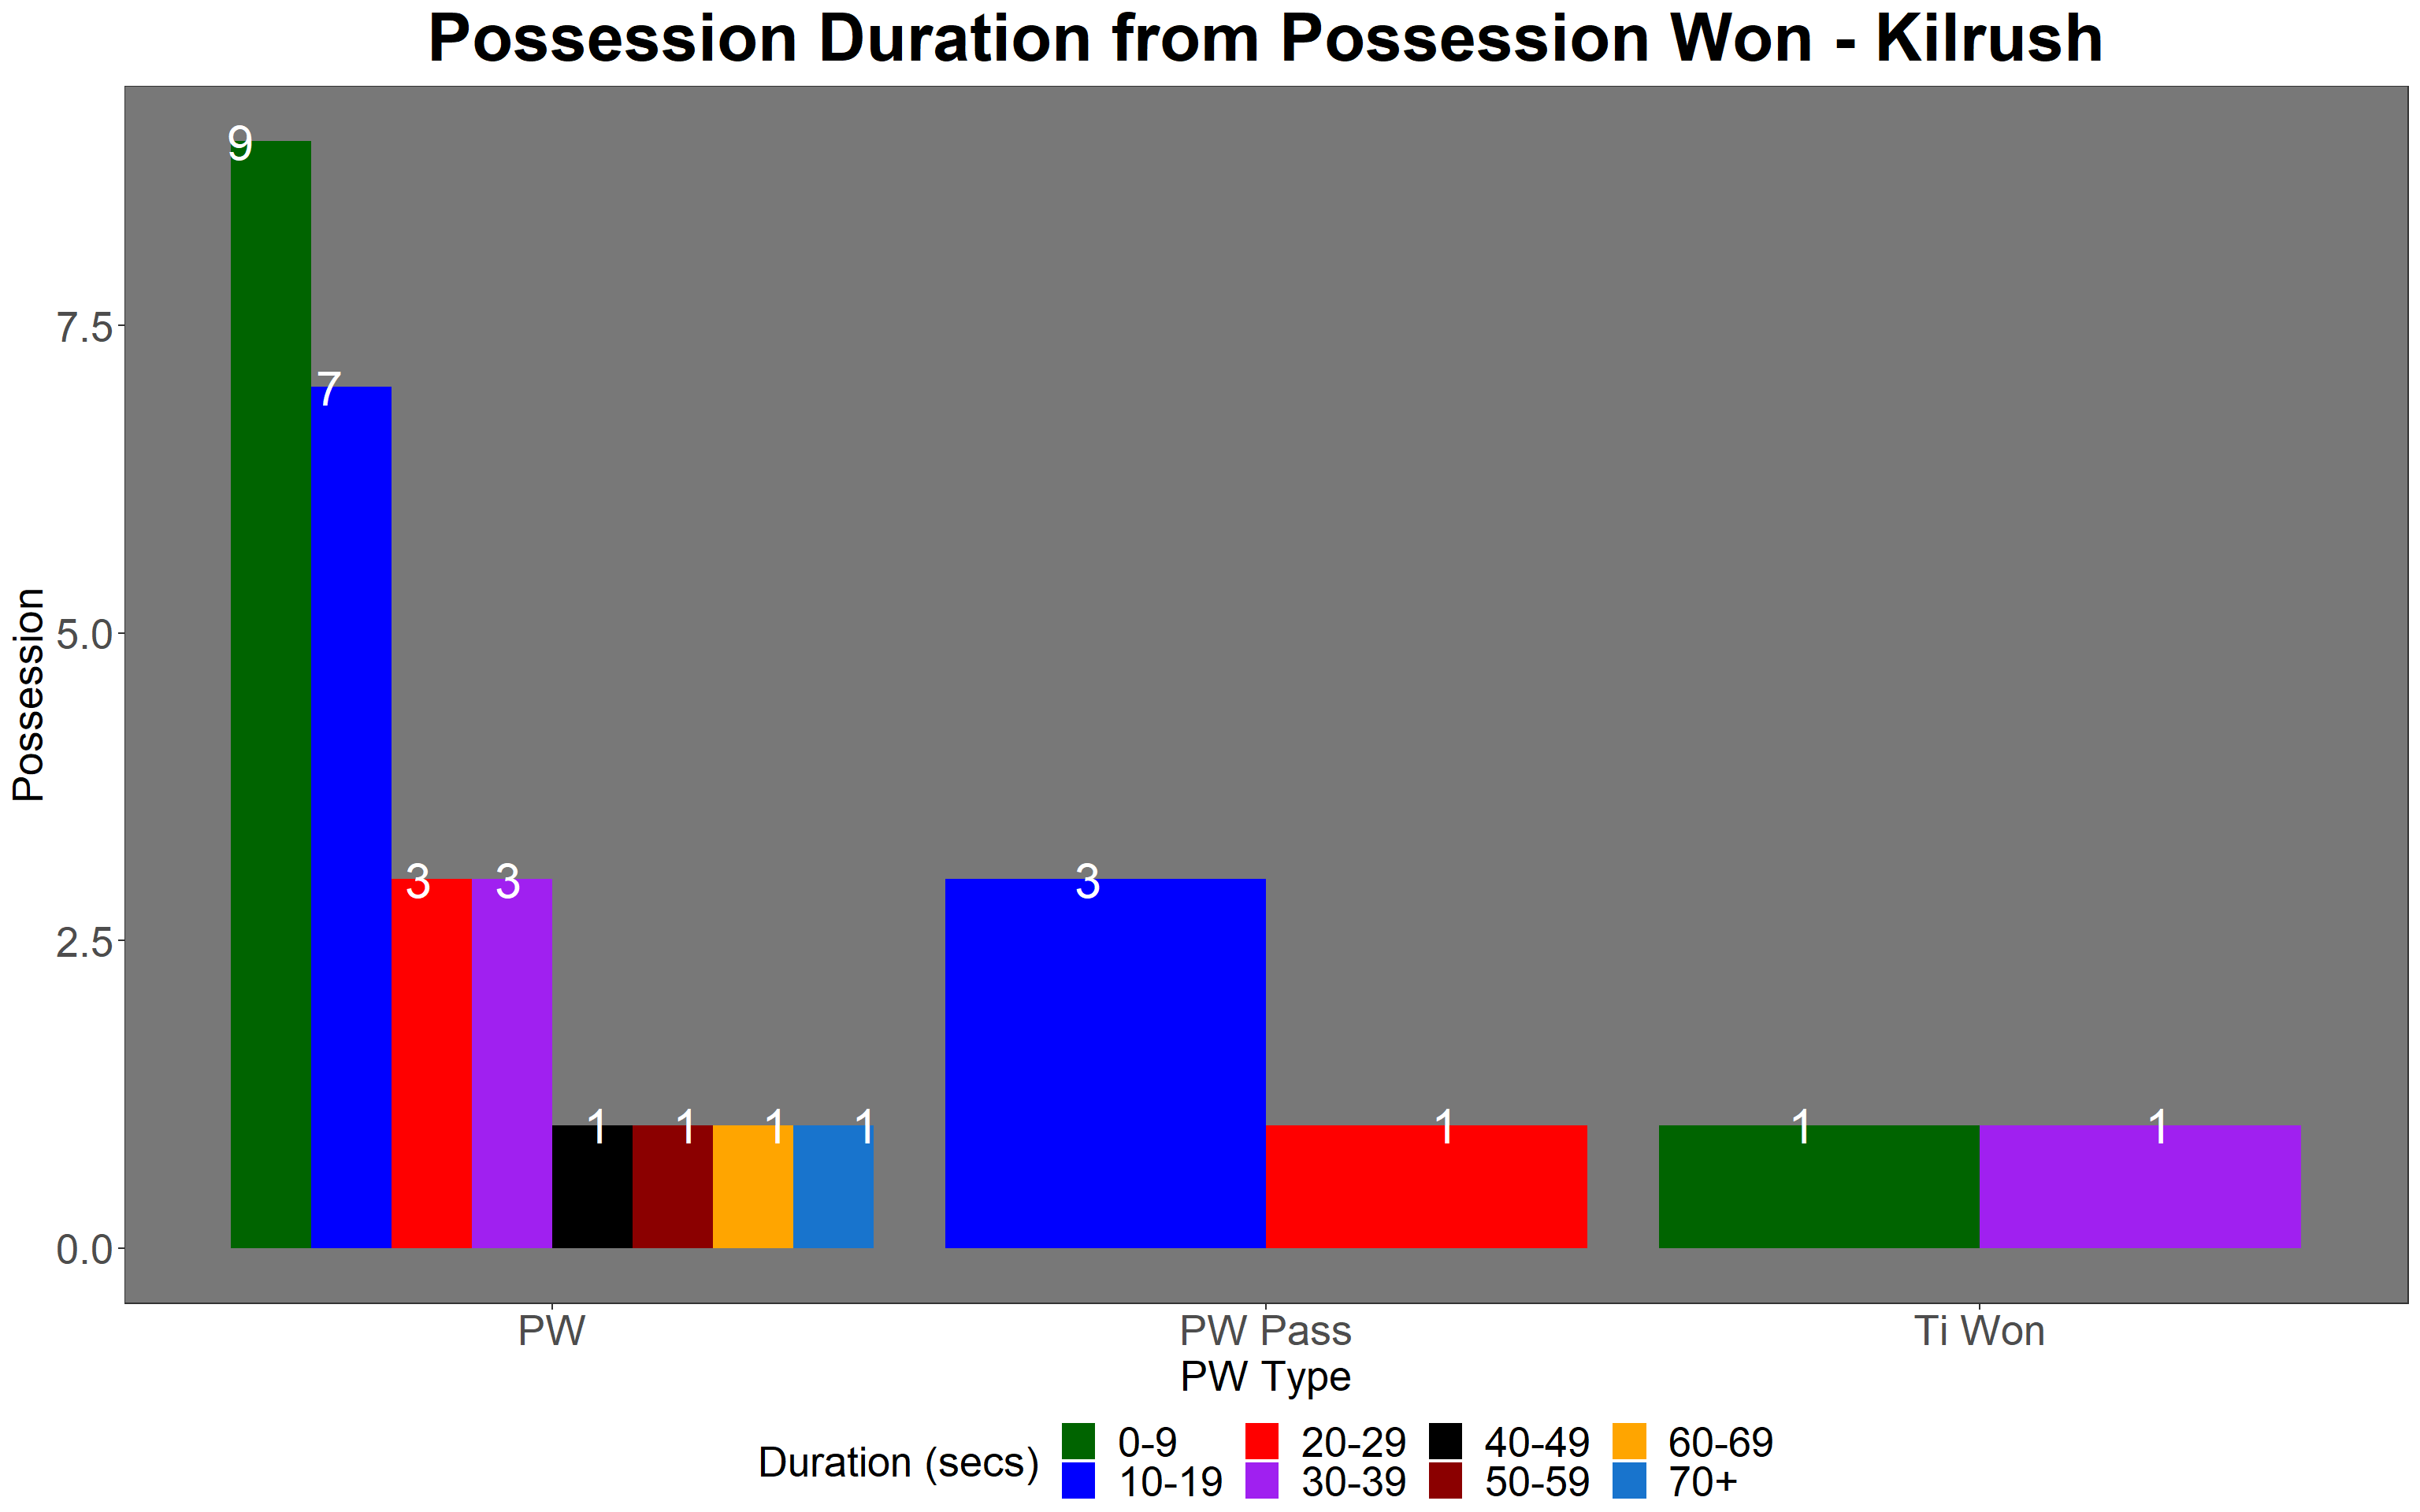 Possession Duration from Possession Won - Kilrush
9
7
7.5
Possession
5.0
3 3 3
2.5
1 1 1 1 1 1 1
0.0
PW PW Pass Ti Won
PW Type
Duration (secs) 0-9 20-29 40-49 60-69
10-19 30-39 50-59 70+